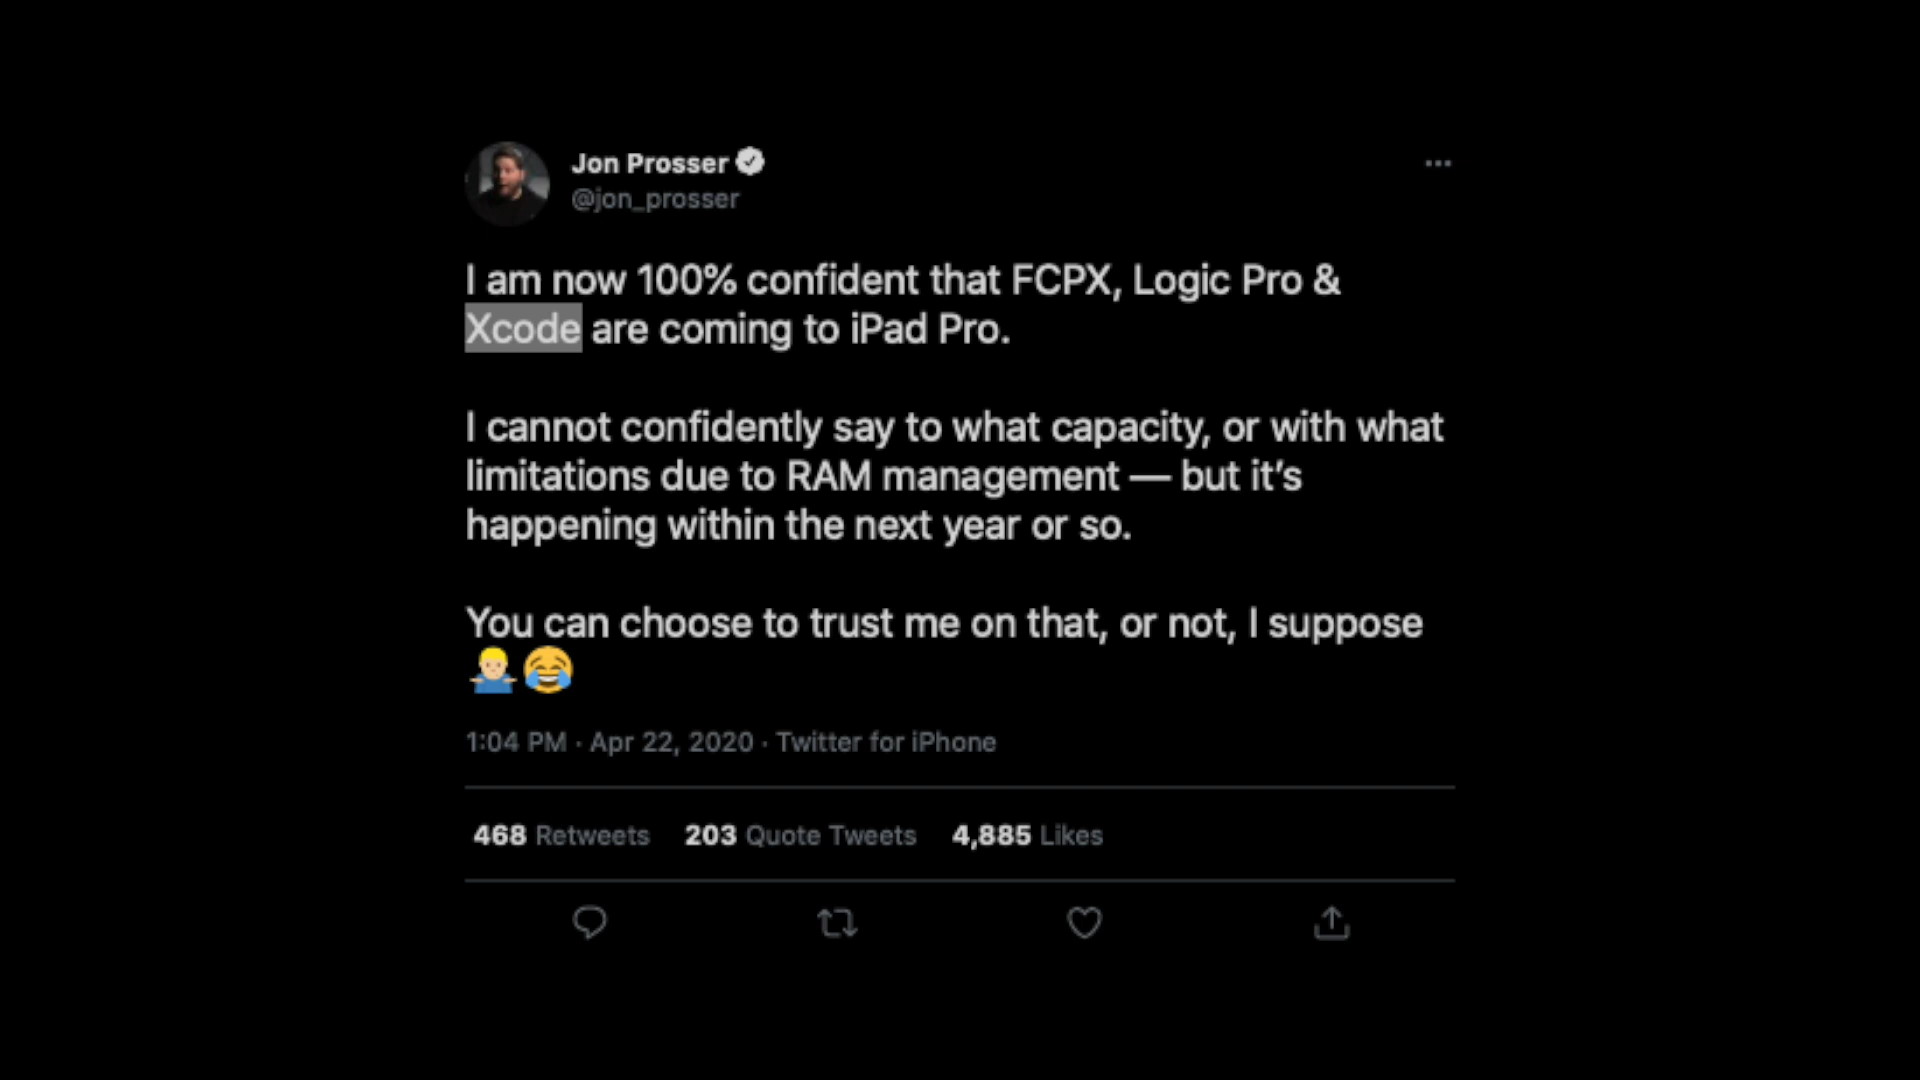 Jon Prosser
@jon_prosser
I am now 100% confident that FCPX, Logic Pro &
Xcode are coming to iPad Pro.
I cannot confidently say to what capacity, or with what
limitations due to RAM management — but it’s
happening within the next year or so.
You can choose to trust me on that, or not, I suppose
🤷🏼‍♂️😂
1:04 PM · Apr 22, 2020 · Twitter for iPhone
468 Retweets 203 Quote Tweets 4,885 Likes